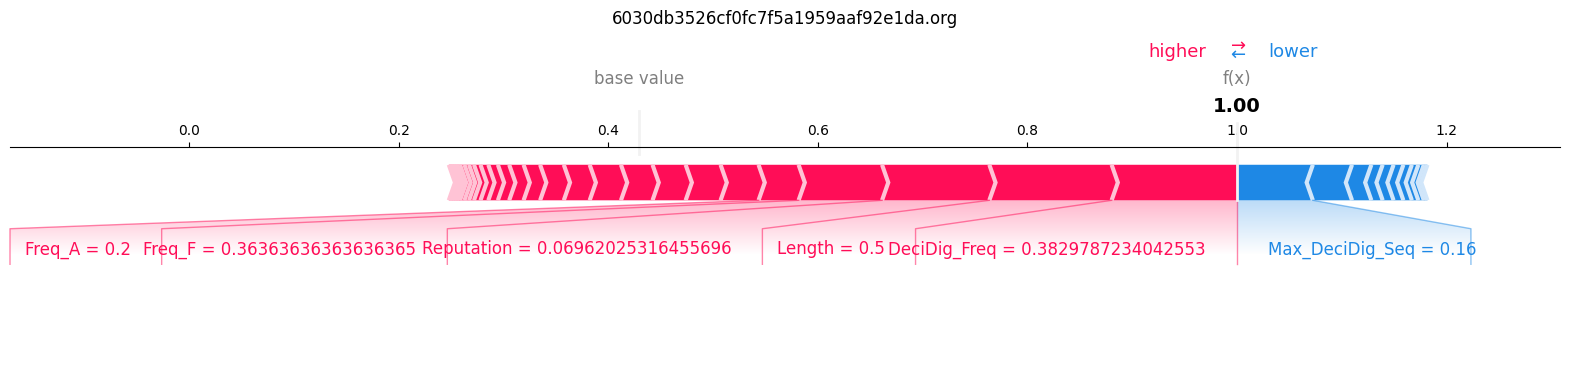 6030db3526cf0fc7f5a1959aaf92e1da.org
higher → ← lower
base value f(x)
1.00
0.0 0.2 0.4 0.6 0.8 1.0 1.2
Freq_A = 0.2 Freq_F = 0.36363636363636365 Reputation = 0.06962025316455696 Length = 0.5 DeciDig_Freq = 0.3829787234042553 Max_DeciDig_Seq = 0.16